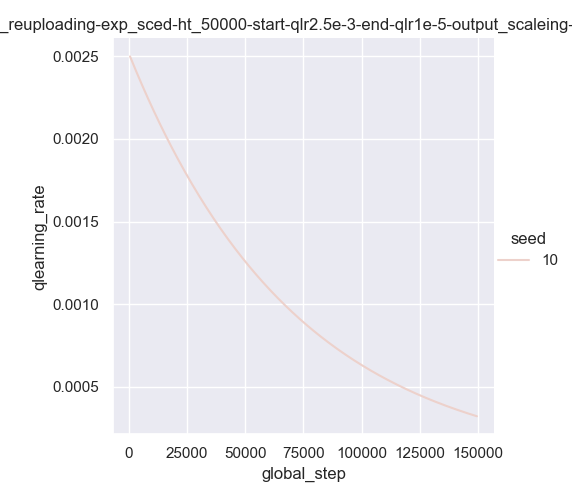 _reuploading-exp_sced-ht_50000-start-qlr2.5e-3-end-qlr1e-5-output_scaleing-
0.0025
0.0020
0.0015
0.0010
0.0005
qlearning_rate
0 25000 50000 75000 100000 125000 150000
global_step
seed
10